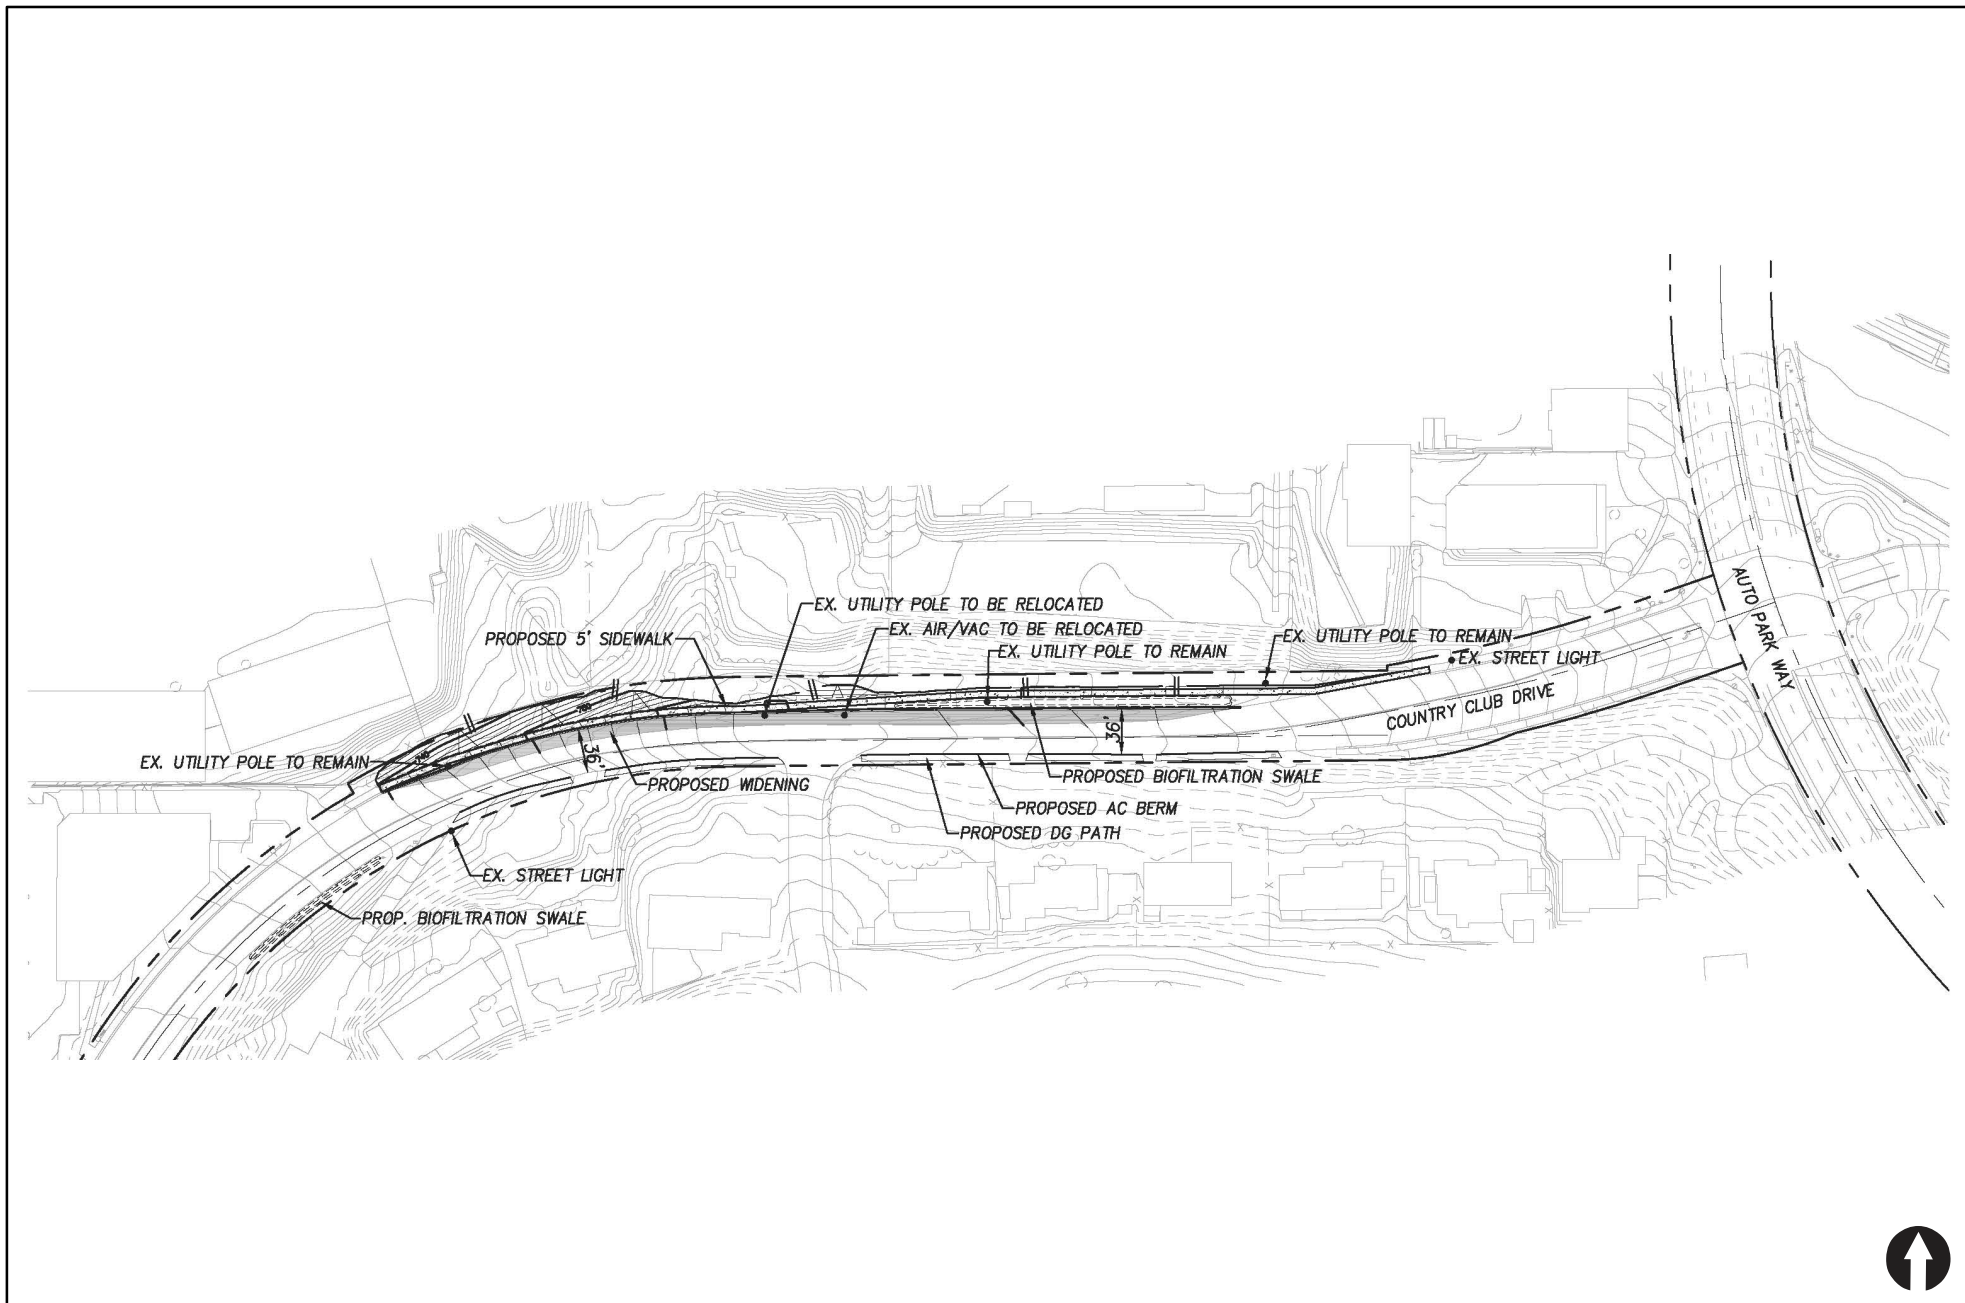 EX. UTILITY POLE TO BE RELOCATED
EX. AIR/VAC TO BE RELOCATED
PROPOSED 5' SIDEWALK
EX. UTILITY POLE TO REMAIN
EX. UTILITY POLE TO REMAIN
EX. STREET LIGHT
AUTO PARK WAY
COUNTRY CLUB DRIVE
36'
36'
EX. UTILITY POLE TO REMAIN
PROPOSED WIDENING
PROPOSED BIOFILTRATION SWALE
PROPOSED AC BERM
PROPOSED DG PATH
EX. STREET LIGHT
PROP. BIOFILTRATION SWALE